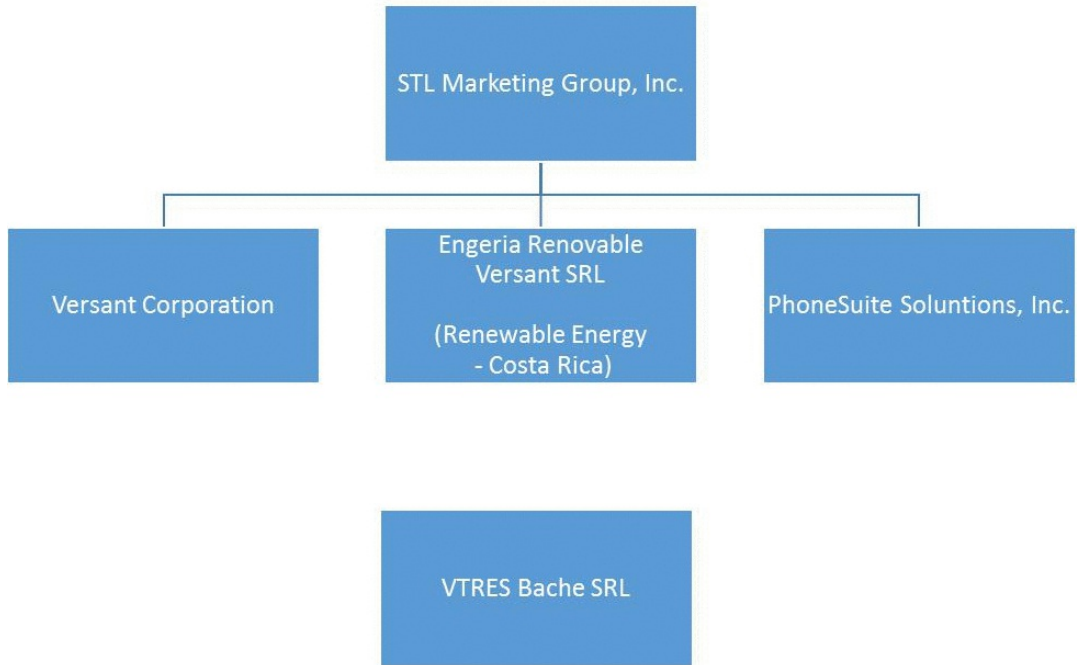 STL Marketing Group, Inc.
Versant Corporation
Engeria Renovable
Versant SRL
(Renewable Energy
- Costa Rica)
PhoneSuite Soluntions, Inc.
VTRES Bache SRL